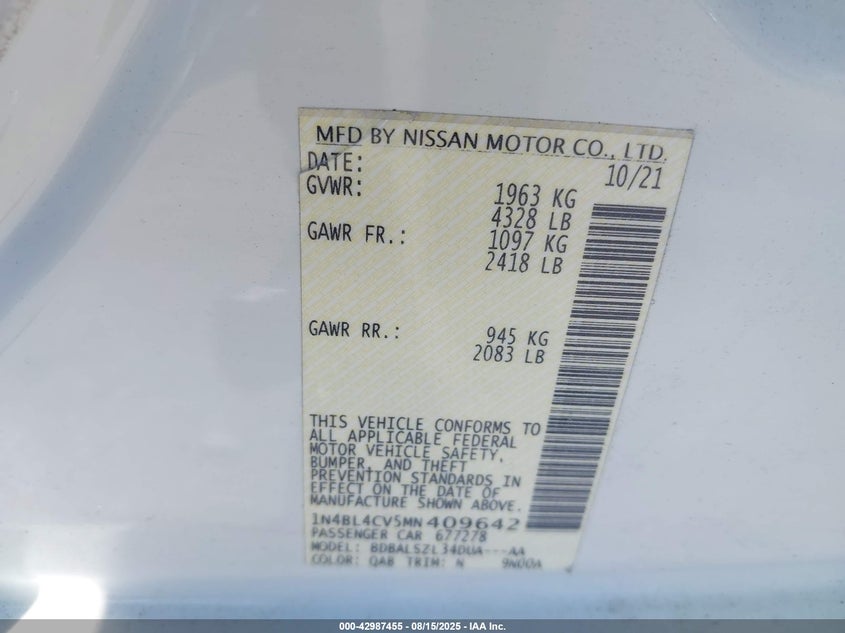 MFD BY NISSAN MOTOR CO., LTD.
DATE: 10/21
GVWR: 1963 KG
4328 LB
GAWR FR.: 1097 KG
2418 LB
GAWR RR.: 945 KG
2083 LB
THIS VEHICLE CONFORMS TO
ALL APPLICABLE FEDERAL
MOTOR VEHICLE SAFETY,
BUMPER, AND THEFT
PREVENTION STANDARDS IN
EFFECT ON THE DATE OF
MANUFACTURE SHOWN ABOVE.
1N4BL4CV5MN409642
PASSENGER CAR 677278
MODEL: BDBALSZL34DUA---AA
COLOR: QAB TRIM: N 9N00A
000-42987455 - 08/15/2025 - IAA Inc.